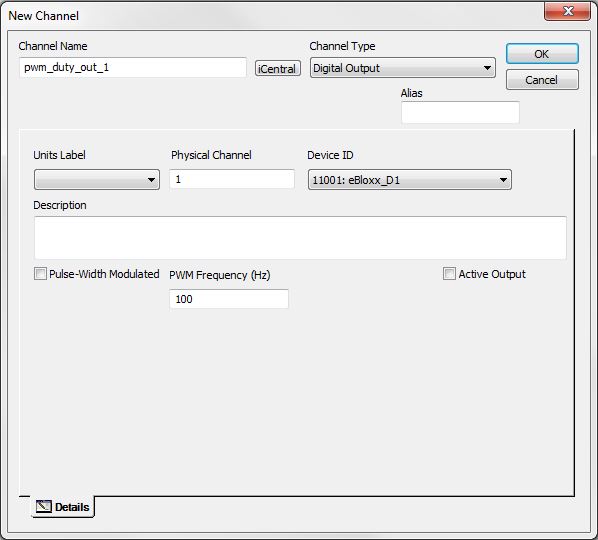 New Channel
Channel Name
Channel Type
pwm_duty_out_1
iCentral
Digital Output
OK
Cancel
Alias
Units Label
Physical Channel
Device ID
1
11001: eBloxx_D1
Description
Pulse-Width Modulated
PWM Frequency (Hz)
Active Output
100
Details